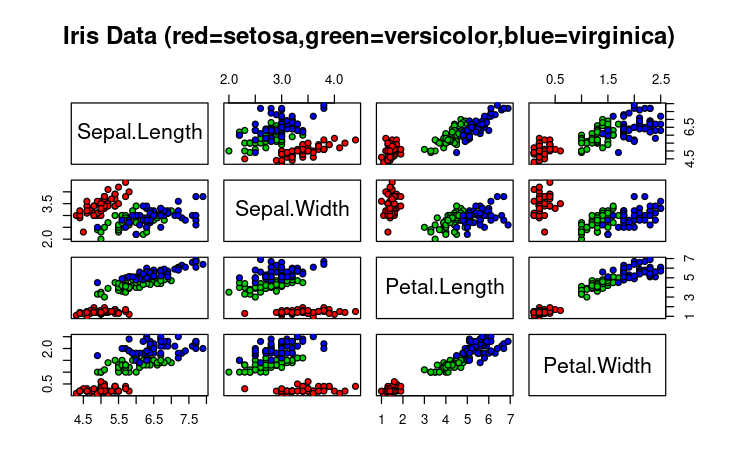 Iris Data (red=setosa,green=versicolor,blue=virginica)
2.0 3.0 4.0
0.5 1.5 2.5
Sepal.Length
4.5 6.5
2.0 3.5
Sepal.Width
Petal.Length
1 3 5 7
0.5 2.0
Petal.Width
4.5 5.5 6.5 7.5
1 2 3 4 5 6 7